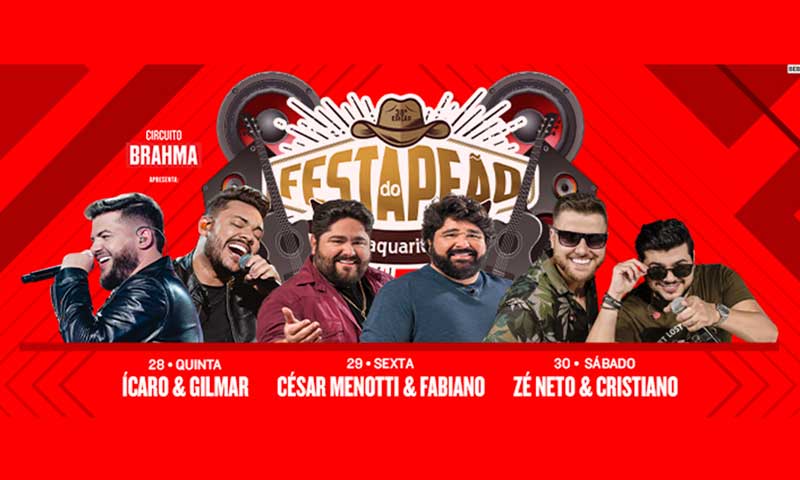 CIRCUITO
BRAHMA
APRESENTA:
FESTA do PEÃO
28 • QUINTA
ÍCARO & GILMAR
29 • SEXTA
CÉSAR MENOTTI & FABIANO
30 • SÁBADO
ZÉ NETO & CRISTIANO